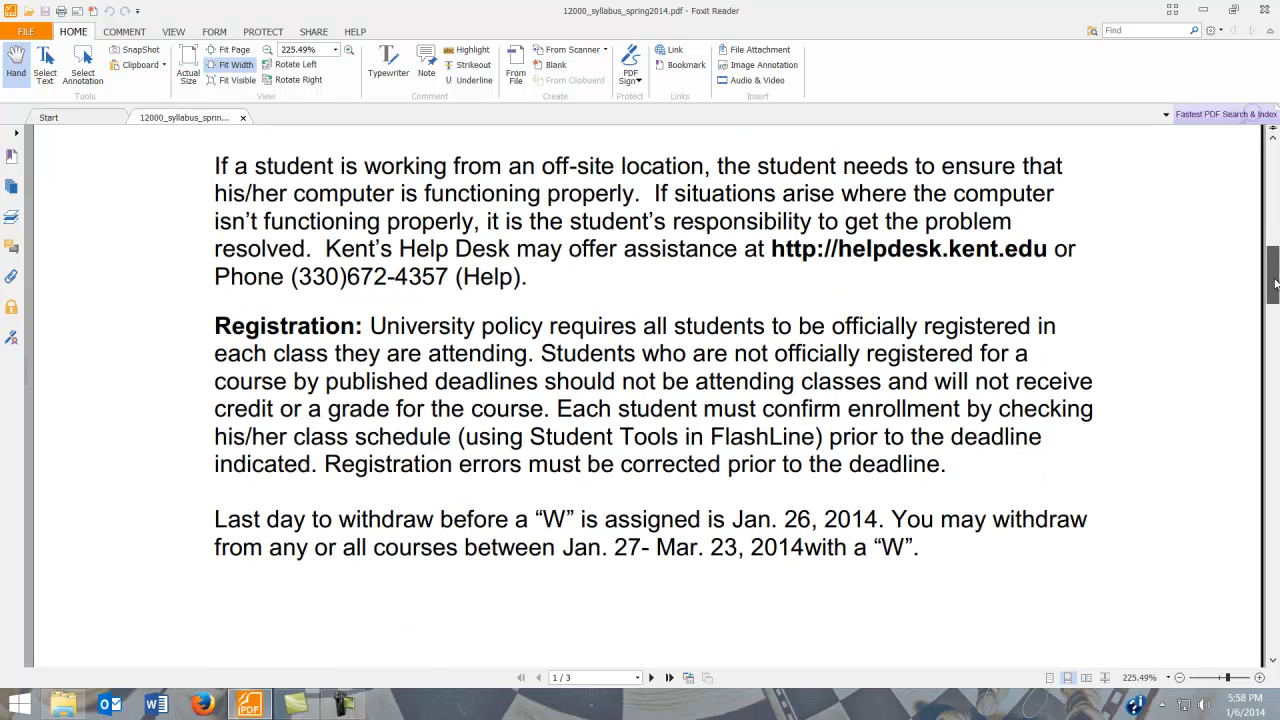 12000_syllabus_spring2014.pdf - Foxit Reader
FILE HOME COMMENT VIEW FORM PROTECT SHARE HELP
Find
Hand
Select Text
Select Annotation
SnapShot
Clipboard
Tools
Actual Size
Fit Page
Fit Width
Fit Visible
225.49%
Rotate Left
Rotate Right
View
Typewriter
Note
Highlight
Strikeout
Underline
Comment
From File
From Scanner
Blank
From Clipboard
Create
PDF Sign
Protect
Link
Bookmark
Links
File Attachment
Image Annotation
Audio & Video
Insert
Start
12000_syllabus_sprin...
Fastest PDF Search & Index
If a student is working from an off-site location, the student needs to ensure that
his/her computer is functioning properly.  If situations arise where the computer
isn’t functioning properly, it is the student’s responsibility to get the problem
resolved.  Kent’s Help Desk may offer assistance at http://helpdesk.kent.edu or
Phone (330)672-4357 (Help).
Registration: University policy requires all students to be officially registered in
each class they are attending. Students who are not officially registered for a
course by published deadlines should not be attending classes and will not receive
credit or a grade for the course. Each student must confirm enrollment by checking
his/her class schedule (using Student Tools in FlashLine) prior to the deadline
indicated. Registration errors must be corrected prior to the deadline.
Last day to withdraw before a “W” is assigned is Jan. 26, 2014. You may withdraw
from any or all courses between Jan. 27- Mar. 23, 2014with a “W”.
1 / 3
225.49%
PDF
5:58 PM
1/6/2014